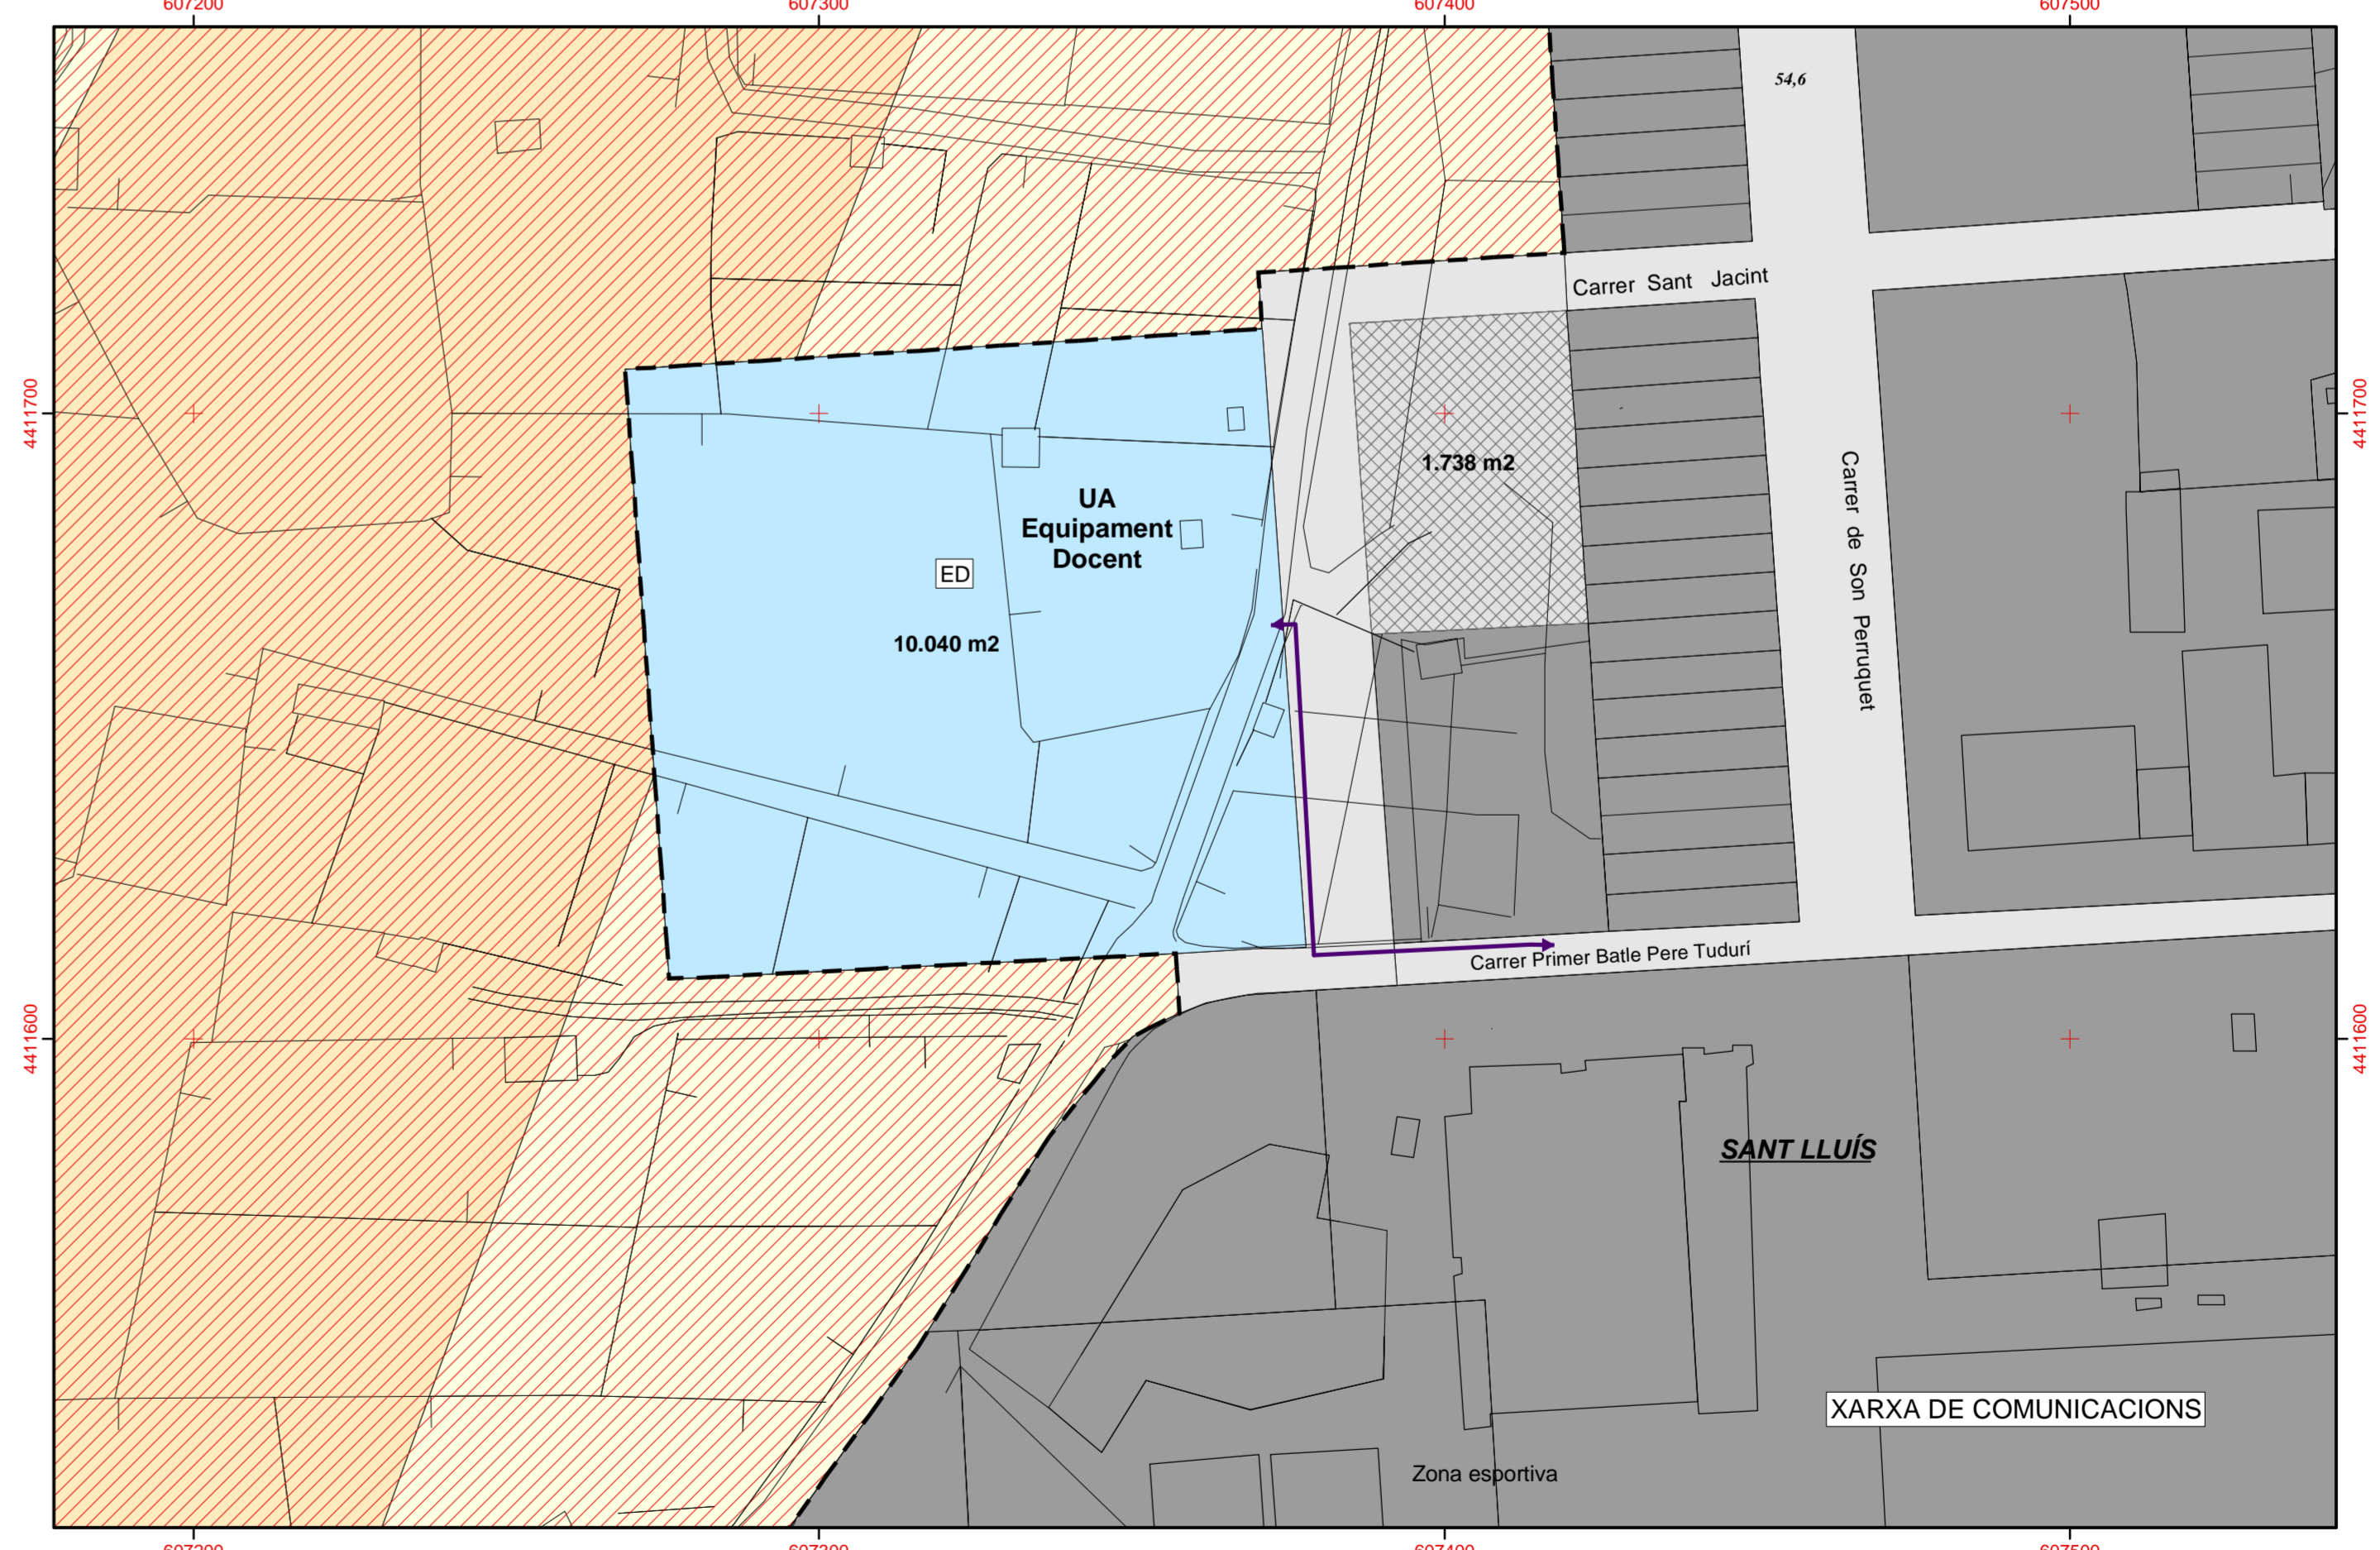 607200
607300
607400
607500
54,6
Carrer Sant Jacint
4411700
4411700
1.738 m2
UA
Equipament
Docent
ED
10.040 m2
Carrer de Son Perruquet
Carrer Primer Batle Pere Tudurí
4411600
4411600
SANT LLUÍS
XARXA DE COMUNICACIONS
Zona esportiva
607200
607300
607400
607500